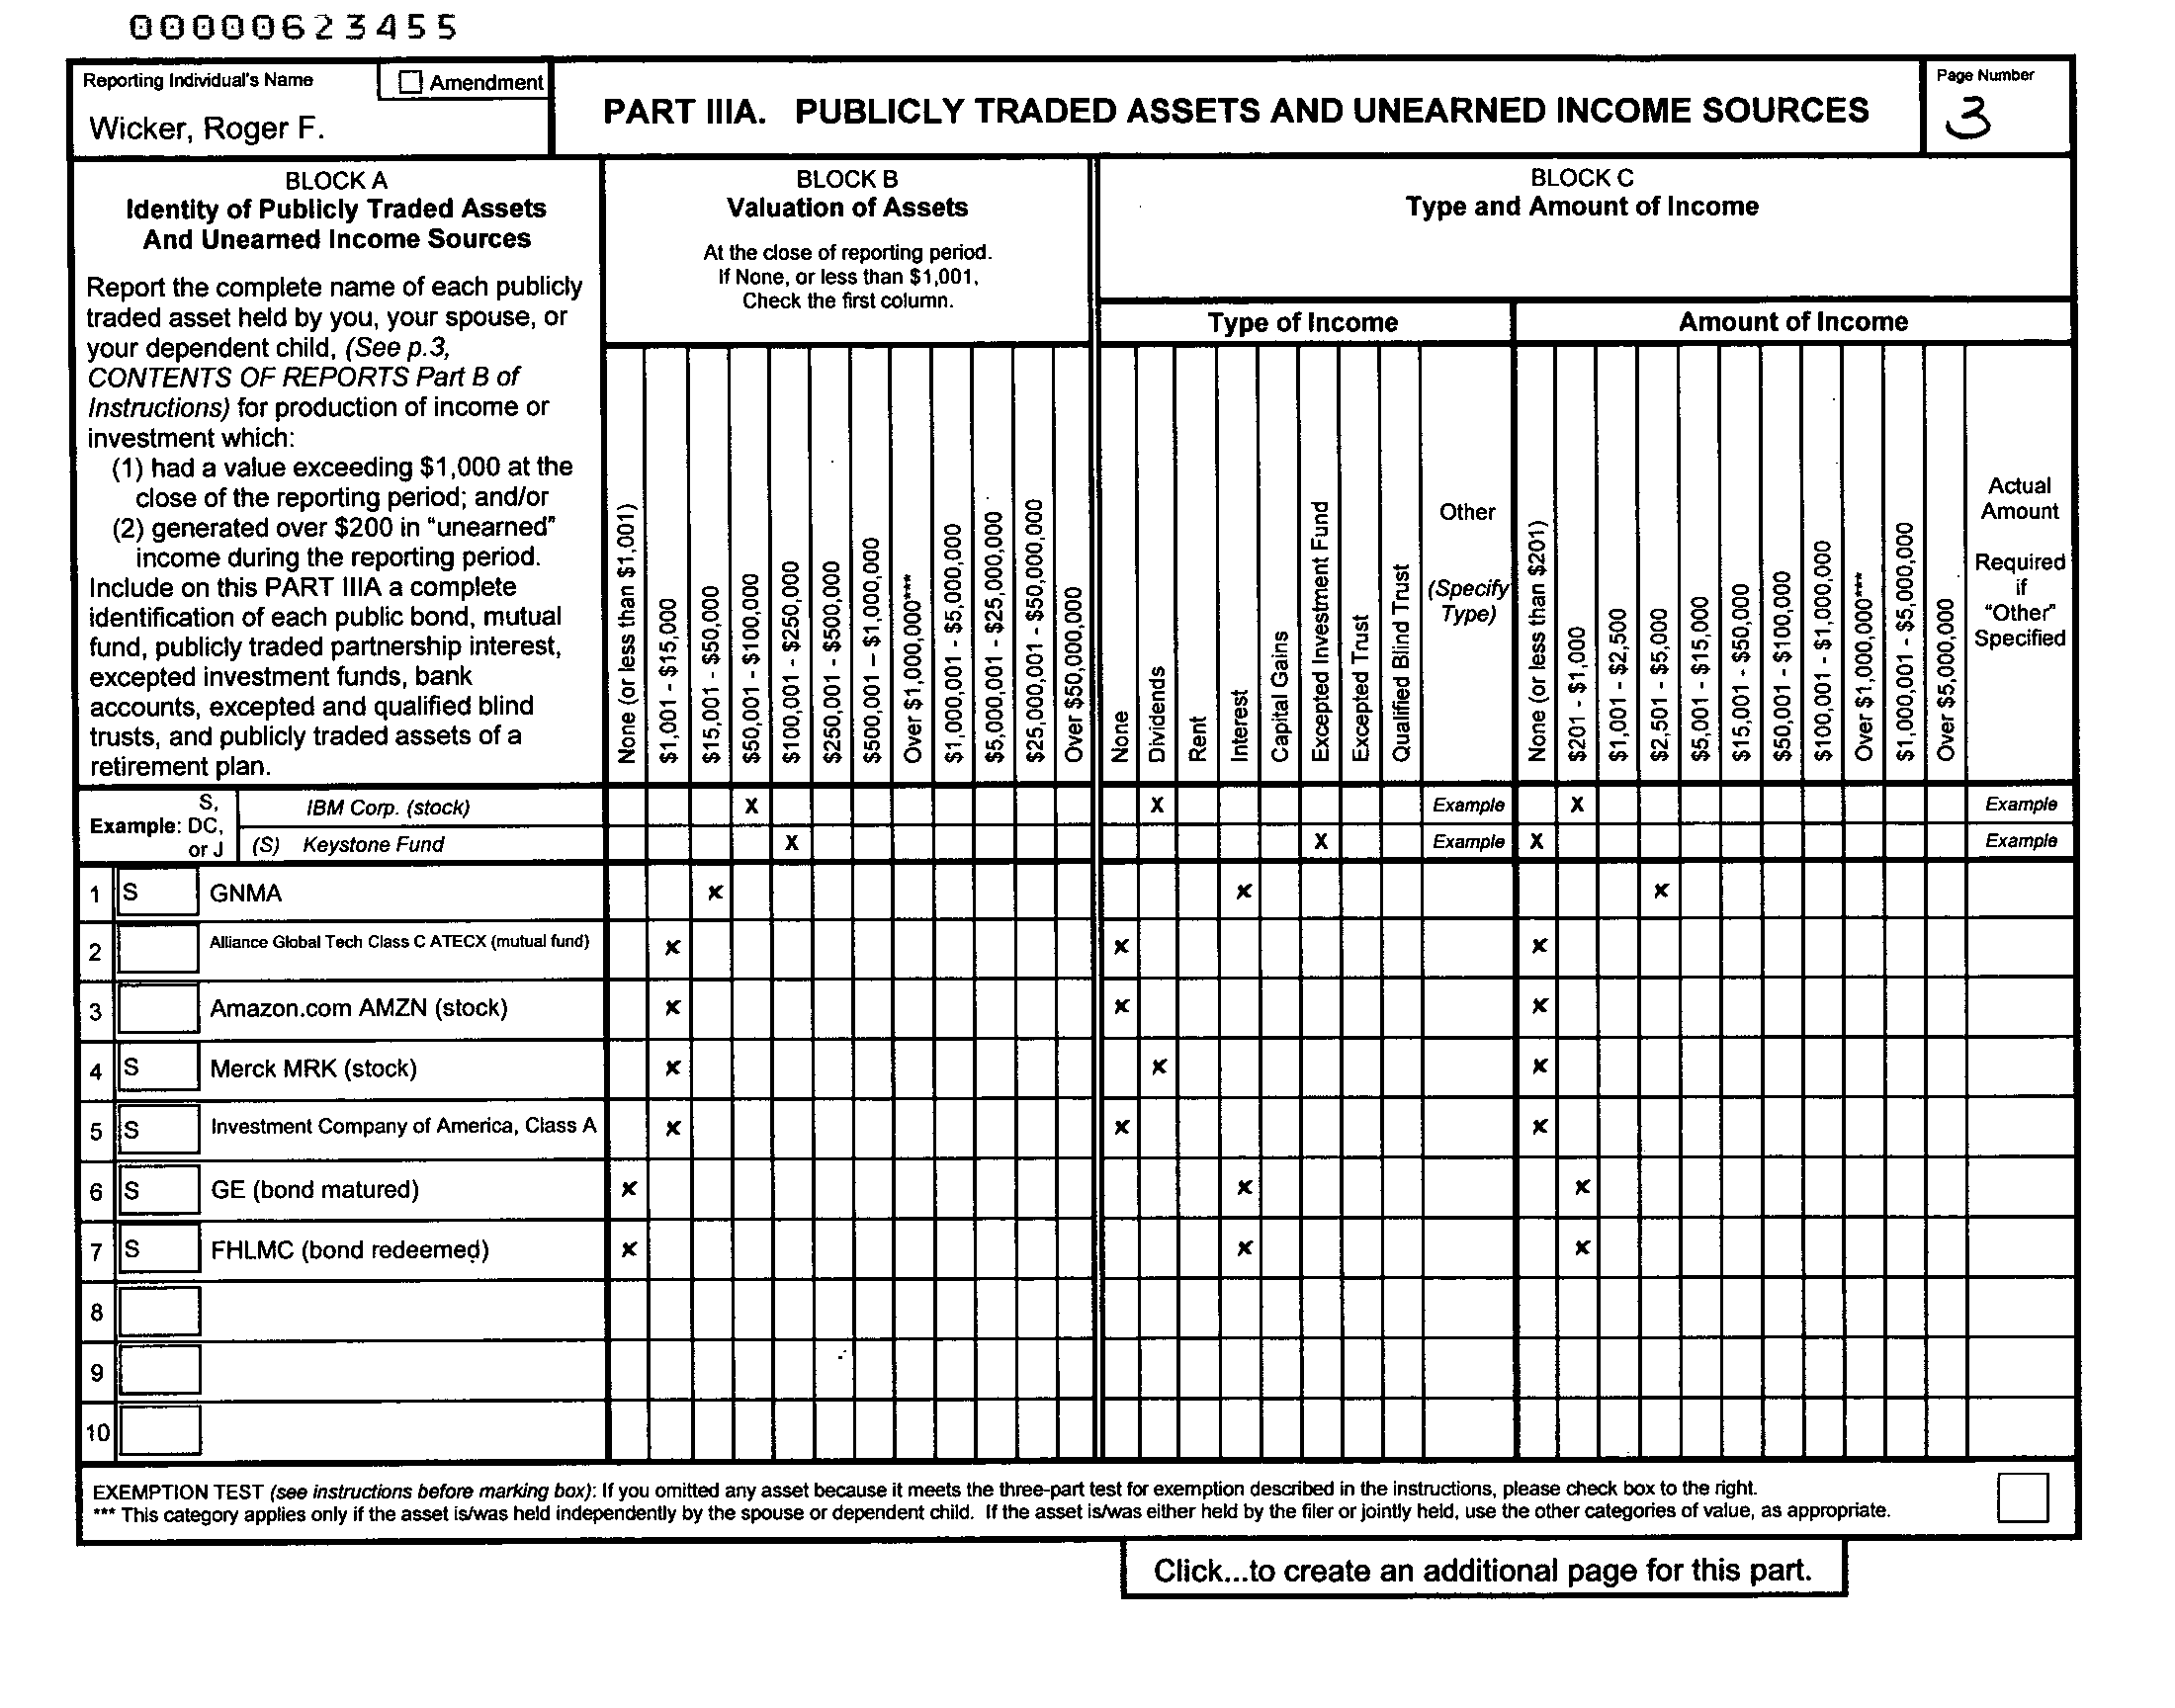 00000623455
Reporting Individual's Name
Amendment
Wicker, Roger F.
PART IIIA. PUBLICLY TRADED ASSETS AND UNEARNED INCOME SOURCES
Page Number
3
BLOCK A
Identity of Publicly Traded Assets
And Unearned Income Sources
Report the complete name of each publicly
traded asset held by you, your spouse, or
your dependent child, (See p.3,
CONTENTS OF REPORTS Part B of
Instructions) for production of income or
investment which:
(1) had a value exceeding $1,000 at the
close of the reporting period; and/or
(2) generated over $200 in "unearned"
income during the reporting period.
Include on this PART IIIA a complete
identification of each public bond, mutual
fund, publicly traded partnership interest,
excepted investment funds, bank
accounts, excepted and qualified blind
trusts, and publicly traded assets of a
retirement plan.
BLOCK B
Valuation of Assets
At the close of reporting period.
If None, or less than $1,001,
Check the first column.
None (or less than $1,001)
$1,001 - $15,000
$15,001 - $50,000
$50,001 - $100,000
$100,001 - $250,000
$250,001 - $500,000
$500,001 – $1,000,000
Over $1,000,000***
$1,000,001 - $5,000,000
$5,000,001 - $25,000,000
$25,000,001 - $50,000,000
Over $50,000,000
BLOCK C
Type and Amount of Income
Type of Income
None
Dividends
Rent
Interest
Capital Gains
Excepted Investment Fund
Excepted Trust
Qualified Blind Trust
Other
(Specify
Type)
Amount of Income
None (or less than $201)
$201 - $1,000
$1,001 - $2,500
$2,501 - $5,000
$5,001 - $15,000
$15,001 - $50,000
$50,001 - $100,000
$100,001 - $1,000,000
Over $1,000,000***
$1,000,001 - $5,000,000
Over $5,000,000
Actual
Amount
Required
if
"Other"
Specified
Example: S, DC, or J
IBM Corp. (stock) X X Example X Example
(S) Keystone Fund X X Example X Example
1 S GNMA x x x
2 Alliance Global Tech Class C ATECX (mutual fund) x x x
3 Amazon.com AMZN (stock) x x x
4 S Merck MRK (stock) x x x
5 S Investment Company of America, Class A x x x
6 S GE (bond matured) x x x
7 S FHLMC (bond redeemed) x x x
8
9
10
EXEMPTION TEST (see instructions before marking box): If you omitted any asset because it meets the three-part test for exemption described in the instructions, please check box to the right.
*** This category applies only if the asset is/was held independently by the spouse or dependent child. If the asset is/was either held by the filer or jointly held, use the other categories of value, as appropriate.
Click...to create an additional page for this part.